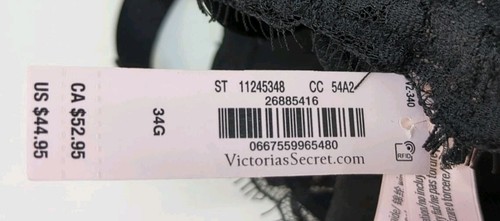 ST 11245348 CC 54A2
26885416
0667559965480
VictoriasSecret.com
34G
CA $52.95
US $44.95
RFID